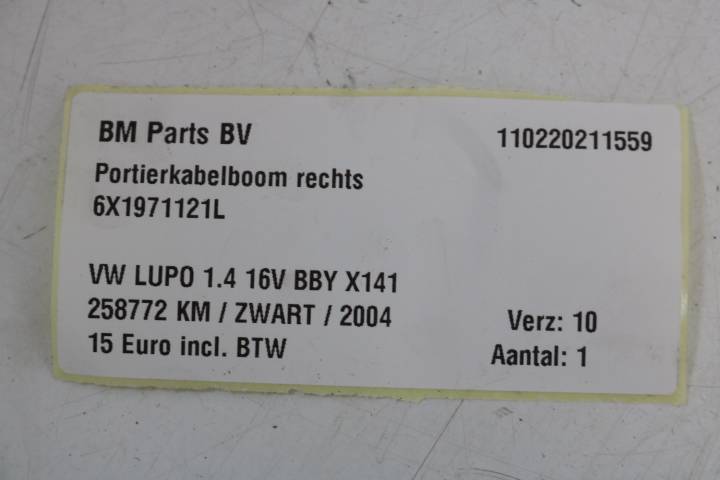 BM Parts BV 110220211559
Portierkabelboom rechts
6X1971121L
VW LUPO 1.4 16V BBY X141
258772 KM / ZWART / 2004 Verz: 10
15 Euro incl. BTW Aantal: 1